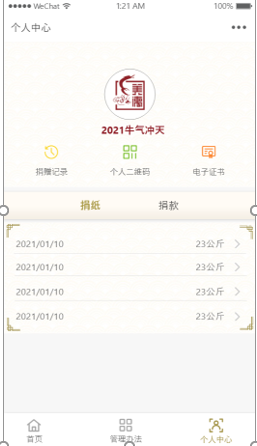 WeChat 1:21 AM 100%
个人中心
2021牛气冲天
捐赠记录 个人二维码 电子证书
捐纸 捐款
2021/01/10 23公斤
2021/01/10 23公斤
2021/01/10 23公斤
2021/01/10 23公斤
首页 管理办法 个人中心